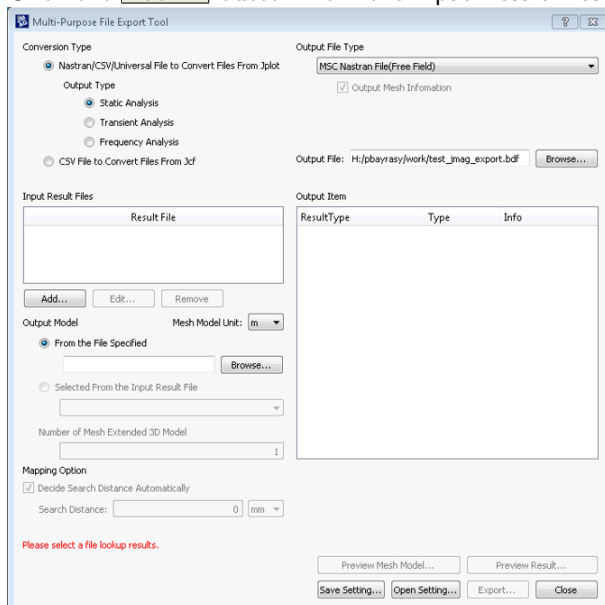 Multi-Purpose File Export Tool
Conversion Type
Nastran/CSV/Universal File to Convert Files From Jplot
Output Type
Static Analysis
Transient Analysis
Frequency Analysis
CSV File to Convert Files From Jcf
Output File Type
MSC Nastran File(Free Field)
Output Mesh Infomation
Output File: H:/pbayrasy/work/test_jmag_export.bdf Browse...
Input Result Files
Result File
Add... Edit... Remove
Output Model Mesh Model Unit: m
From the File Specified
Browse...
Selected From the Input Result File
Number of Mesh Extended 3D Model
1
Mapping Option
Decide Search Distance Automatically
Search Distance: 0 mm
Please select a file lookup results.
Output Item
ResultType Type Info
Preview Mesh Model... Preview Result...
Save Setting... Open Setting... Export... Close